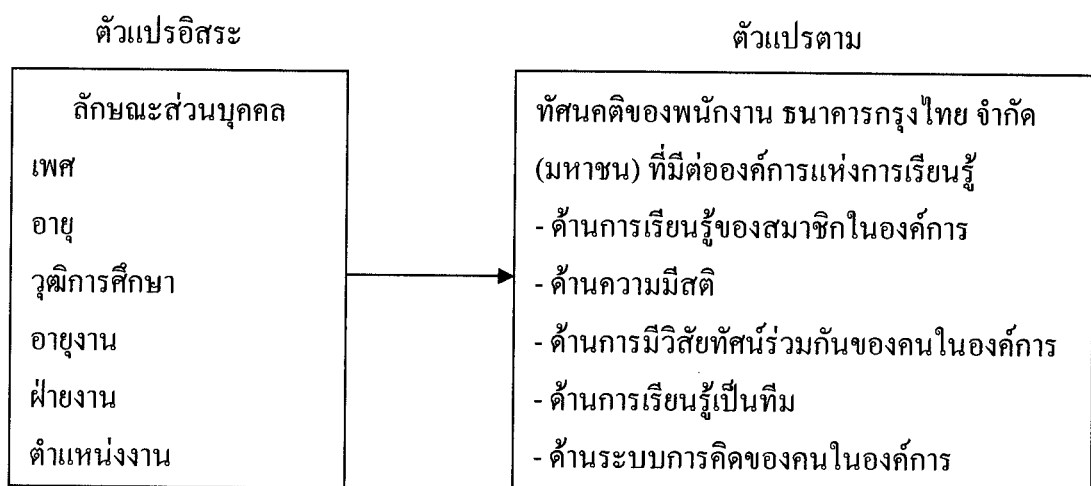 ตัวแปรอิสระ
ลักษณะส่วนบุคคล
เพศ
อายุ
วุฒิการศึกษา
อายุงาน
ฝ่ายงาน
ตำแหน่งงาน
ตัวแปรตาม
ทัศนคติของพนักงาน ธนาคารกรุงไทย จำกัด
(มหาชน) ที่มีต่อองค์การแห่งการเรียนรู้
- ด้านการเรียนรู้ของสมาชิกในองค์การ
- ด้านความมีสติ
- ด้านการมีวิสัยทัศน์ร่วมกันของคนในองค์การ
- ด้านการเรียนรู้เป็นทีม
- ด้านระบบการคิดของคนในองค์การ